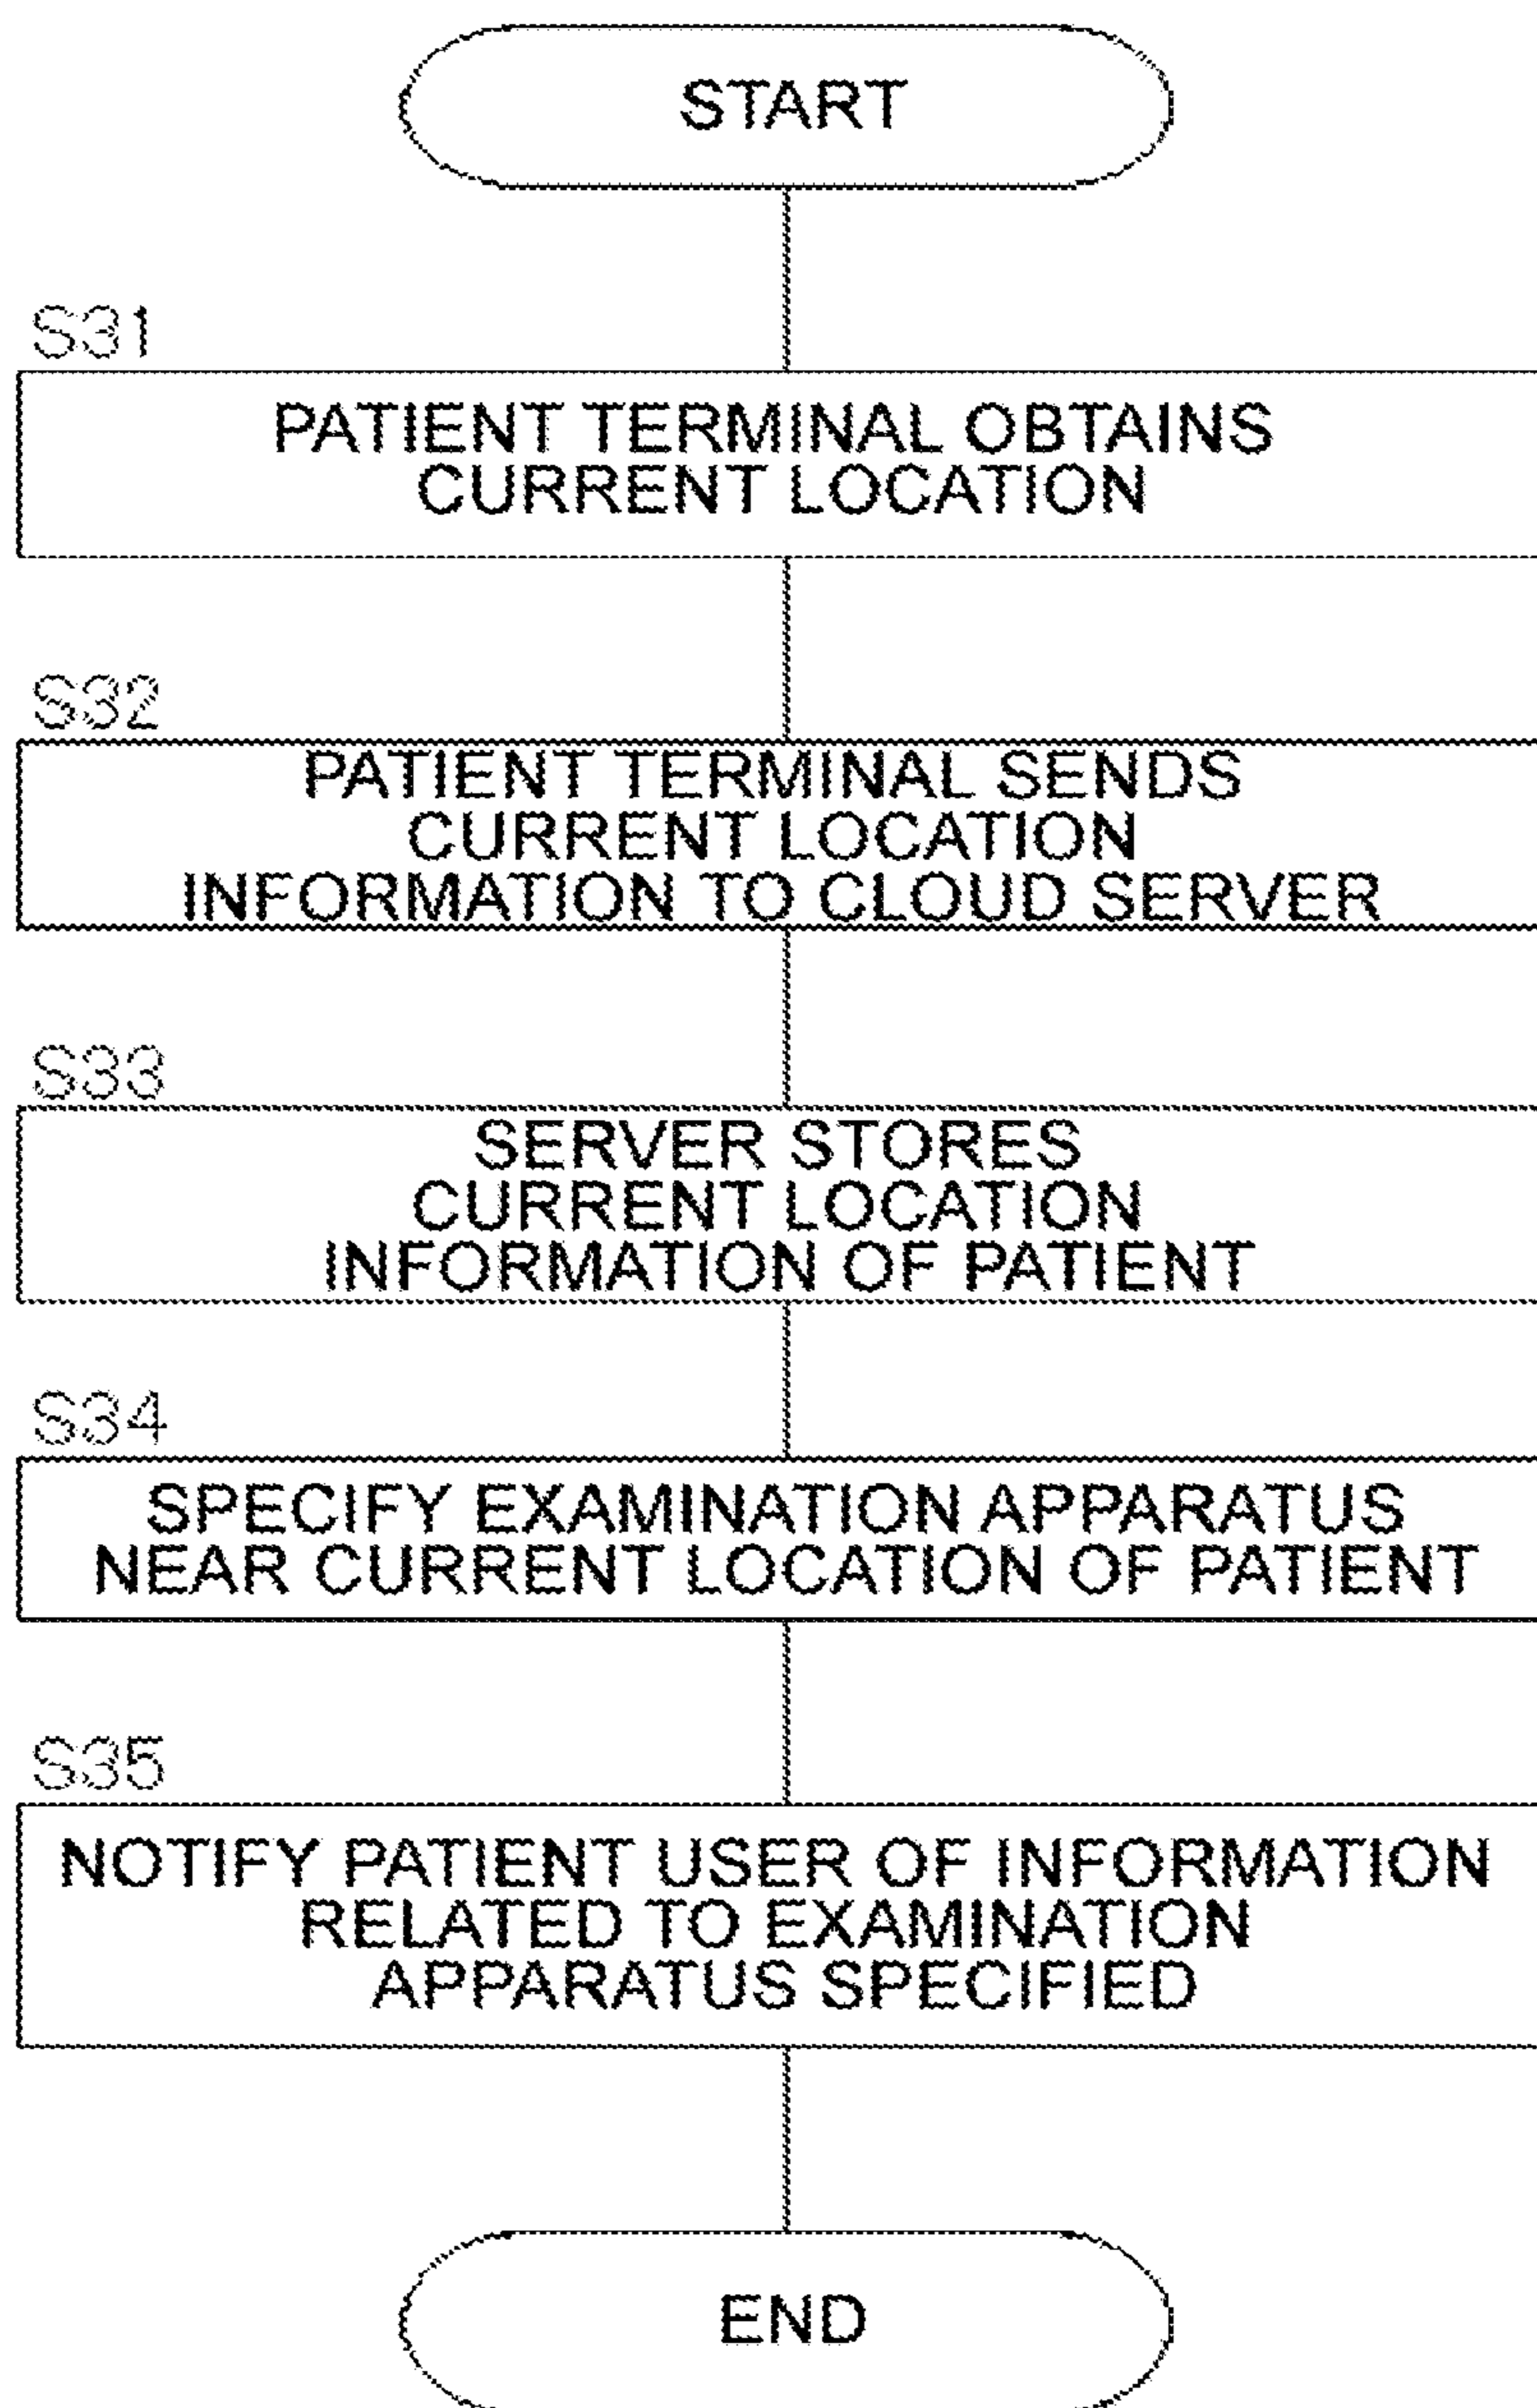 START
S31
PATIENT TERMINAL OBTAINS
CURRENT LOCATION
S32
PATIENT TERMINAL SENDS
CURRENT LOCATION
INFORMATION TO CLOUD SERVER
S33
SERVER STORES
CURRENT LOCATION
INFORMATION OF PATIENT
S34
SPECIFY EXAMINATION APPARATUS
NEAR CURRENT LOCATION OF PATIENT
S35
NOTIFY PATIENT USER OF INFORMATION
RELATED TO EXAMINATION
APPARATUS SPECIFIED
END